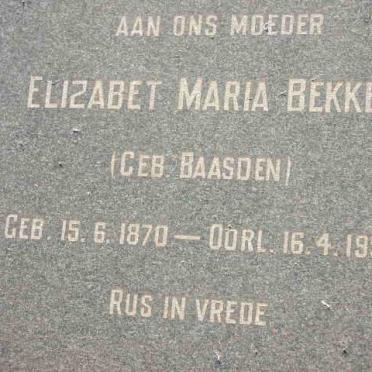 AAN ONS MOEDER
ELIZABET MARIA BEKKE
(GEB. BAASDEN)
GEB. 15.6.1870 — OORL. 16.4.19
RUS IN VREDE